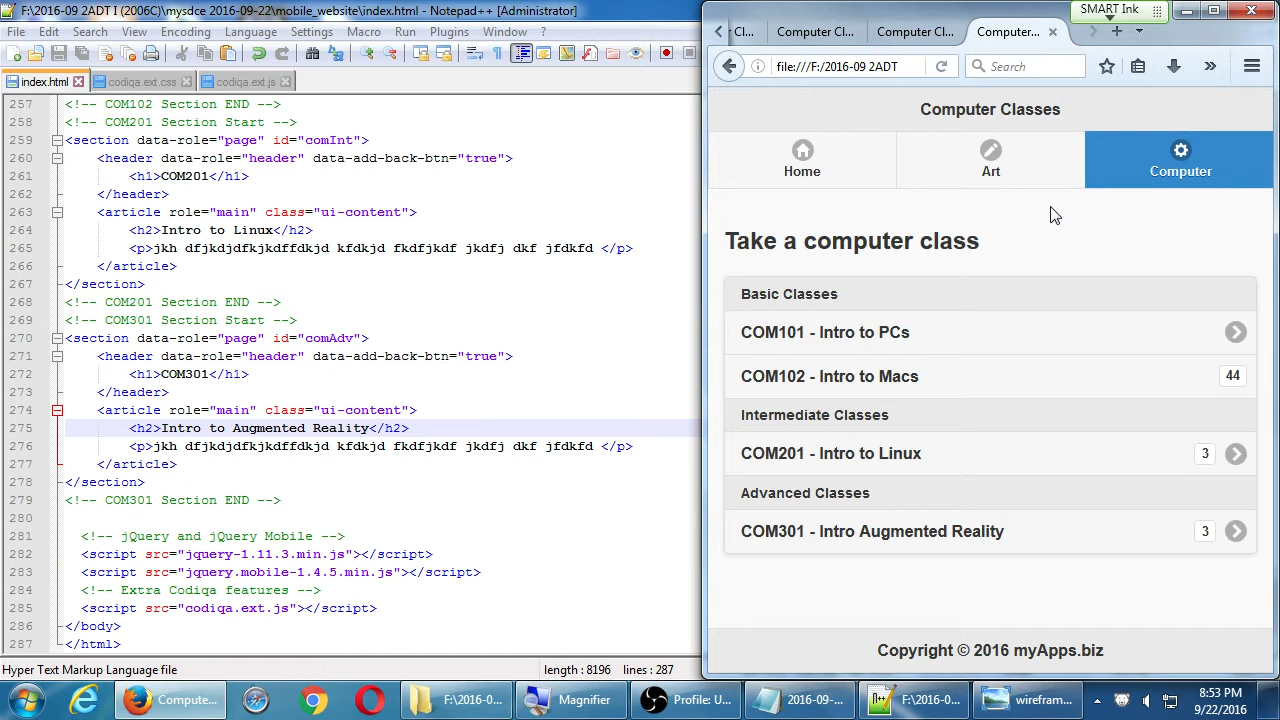 F:\2016-09 2ADT I (2006C)\mysdce 2016-09-22\mobile_website\index.html - Notepad++ [Administrator]
File Edit Search View Encoding Language Settings Macro Run Plugins Window ?
index.html codiqa.ext.css codiqa.ext.js
257 <!-- COM102 Section END -->
258 <!-- COM201 Section Start -->
259 <section data-role="page" id="comInt">
260 <header data-role="header" data-add-back-btn="true">
261 <h1>COM201</h1>
262 </header>
263 <article role="main" class="ui-content">
264 <h2>Intro to Linux</h2>
265 <p>jkh dfjkdjdfkjkdffdkjd kfdkjd fkdfjkdf jkdfj dkf jfdkfd </p>
266 </article>
267 </section>
268 <!-- COM201 Section END -->
269 <!-- COM301 Section Start -->
270 <section data-role="page" id="comAdv">
271 <header data-role="header" data-add-back-btn="true">
272 <h1>COM301</h1>
273 </header>
274 <article role="main" class="ui-content">
275 <h2>Intro to Augmented Reality</h2>
276 <p>jkh dfjkdjdfkjkdffdkjd kfdkjd fkdfjkdf jkdfj dkf jfdkfd </p>
277 </article>
278 </section>
279 <!-- COM301 Section END -->
280
281 <!-- jQuery and jQuery Mobile -->
282 <script src="jquery-1.11.3.min.js"></script>
283 <script src="jquery.mobile-1.4.5.min.js"></script>
284 <!-- Extra Codiqa features -->
285 <script src="codiqa.ext.js"></script>
286 </body>
287 </html>
Hyper Text Markup Language file length : 8196 lines : 287
SMART Ink
Cl... Computer Cl... Computer Cl... Computer...
file:///F:/2016-09 2ADT Search
Computer Classes
Home Art Computer
Take a computer class
Basic Classes
COM101 - Intro to PCs
COM102 - Intro to Macs 44
Intermediate Classes
COM201 - Intro to Linux 3
Advanced Classes
COM301 - Intro Augmented Reality 3
Copyright © 2016 myApps.biz
Compute... F:\2016-0... Magnifier Profile: U... 2016-09-... F:\2016-0... wirefram...
8:53 PM
9/22/2016